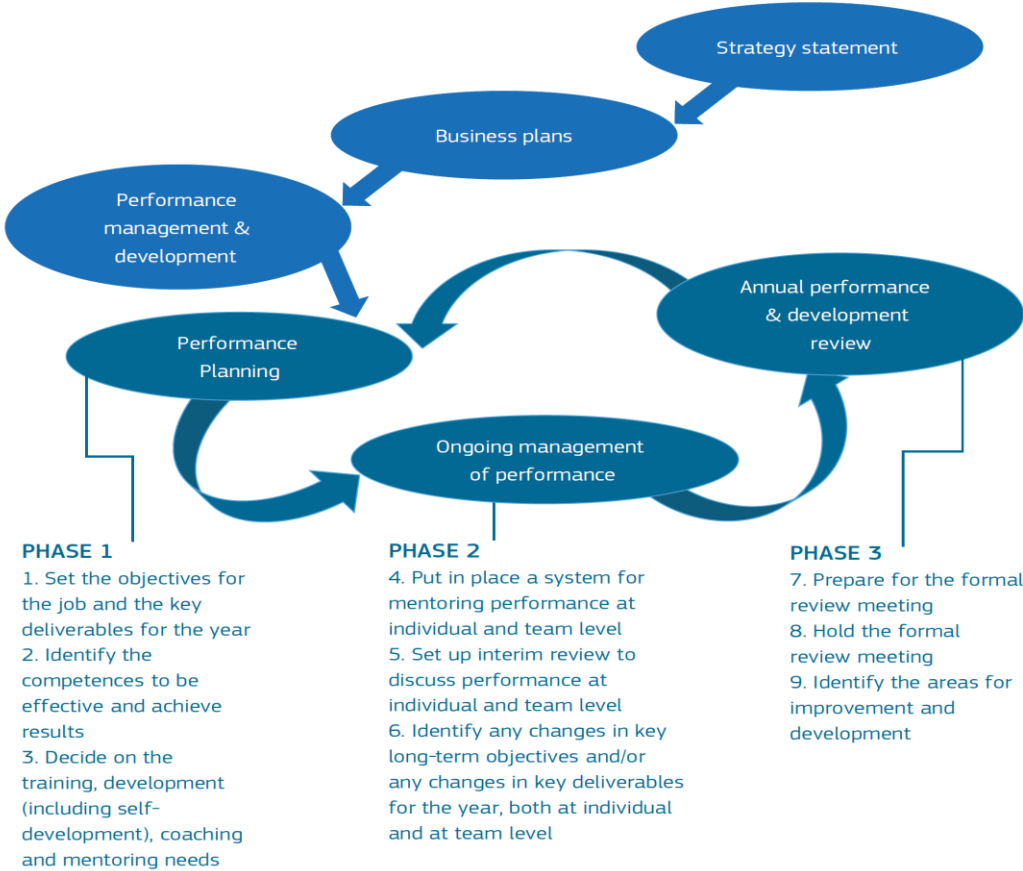 Strategy statement
Business plans
Performance
management &
development
Annual performance
& development
review
Performance
Planning
Ongoing management
of performance
PHASE 1
1. Set the objectives for
the job and the key
deliverables for the year
2. Identify the
competences to be
effective and achieve
results
3. Decide on the
training, development
(including self-
development), coaching
and mentoring needs
PHASE 2
4. Put in place a system for
mentoring performance at
individual and team level
5. Set up interim review to
discuss performance at
individual and team level
6. Identify any changes in key
long-term objectives and/or
any changes in key deliverables
for the year, both at individual
and at team level
PHASE 3
7. Prepare for the formal
review meeting
8. Hold the formal
review meeting
9. Identify the areas for
improvement and
development